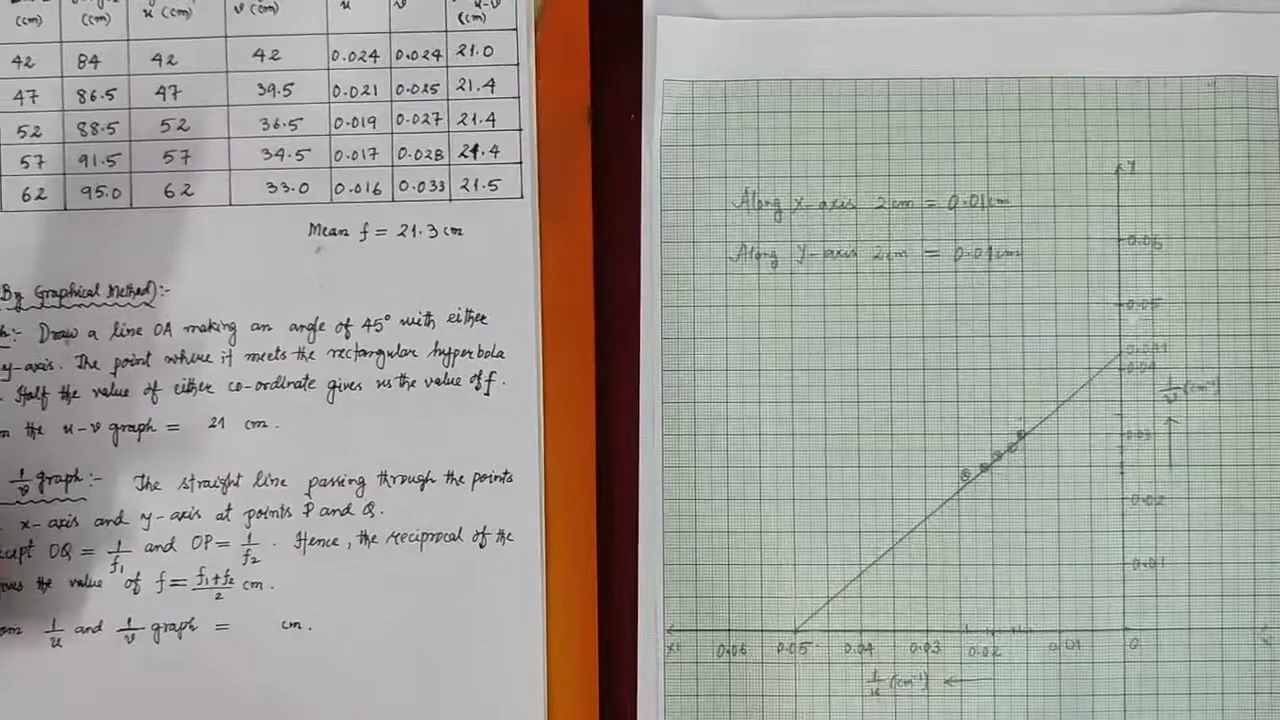 (cm) (cm) u (cm) v (cm) u v (cm)
42 84 42 42 0.024 0.024 21.0
47 86.5 47 39.5 0.021 0.025 21.4
52 88.5 52 36.5 0.019 0.027 21.4
57 91.5 57 34.5 0.017 0.028 21.4
62 95.0 62 33.0 0.016 0.033 21.5
Mean f = 21.3 cm
By Graphical Method):-
:- Draw a line OA making an angle of 45° with either
y-axis. The point where it meets the rectangular hyperbola
. Half the value of either co-ordinate gives us the value of f.
the u-v graph = 21 cm.
1/v graph:- The straight line passing through the points
x-axis and y-axis at points P and Q.
OQ = 1/f1 and OP = 1/f2. Hence, the reciprocal of the
the value of f = f1+f2/2 cm.
1/u and 1/v graph = cm.
Y
Along X-axis 2cm = 0.01cm
Along Y-axis 2cm = 0.01cm
0.06
0.05
0.041
0.04
1/v (cm⁻¹)
0.03
0.02
0.01
X' 0.06 0.05 0.04 0.03 0.02 0.01 0
1/u (cm⁻¹)